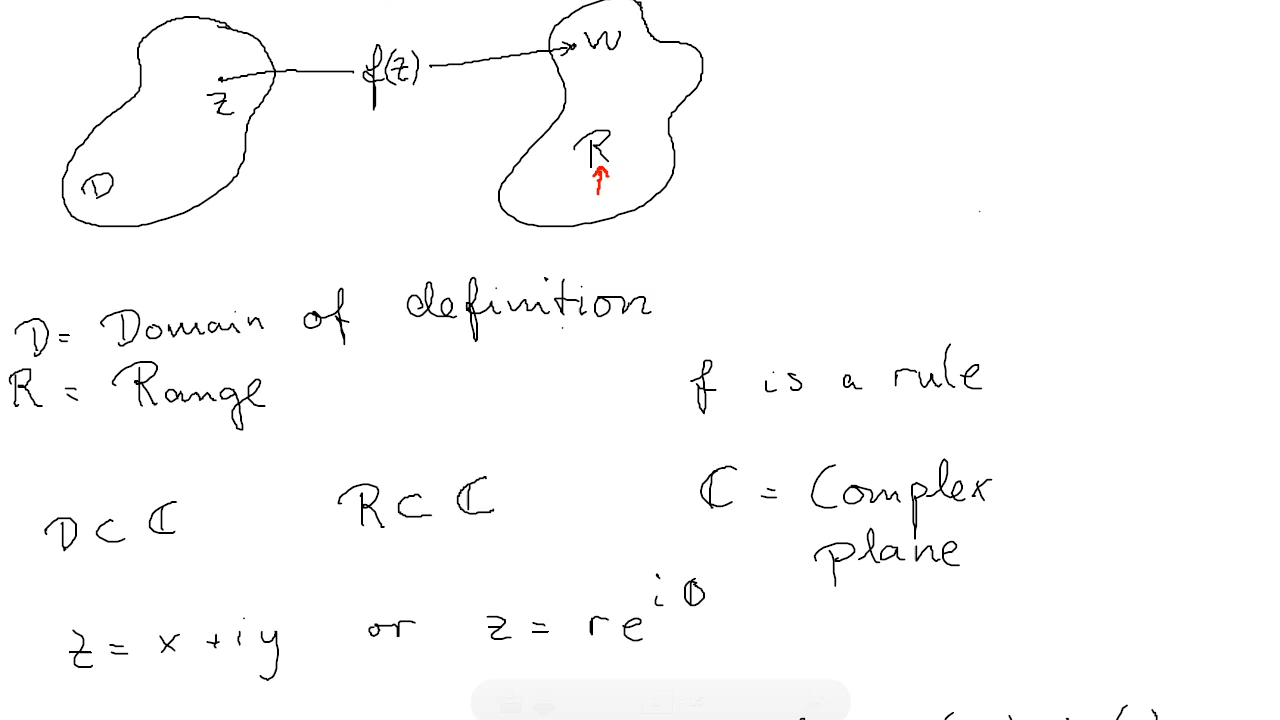 f(z)
z
w
D
R
D = Domain of definition
R = Range
f is a rule
D ⊂ ℂ
R ⊂ ℂ
ℂ = Complex
plane
z = x + iy or z = re^{iθ}